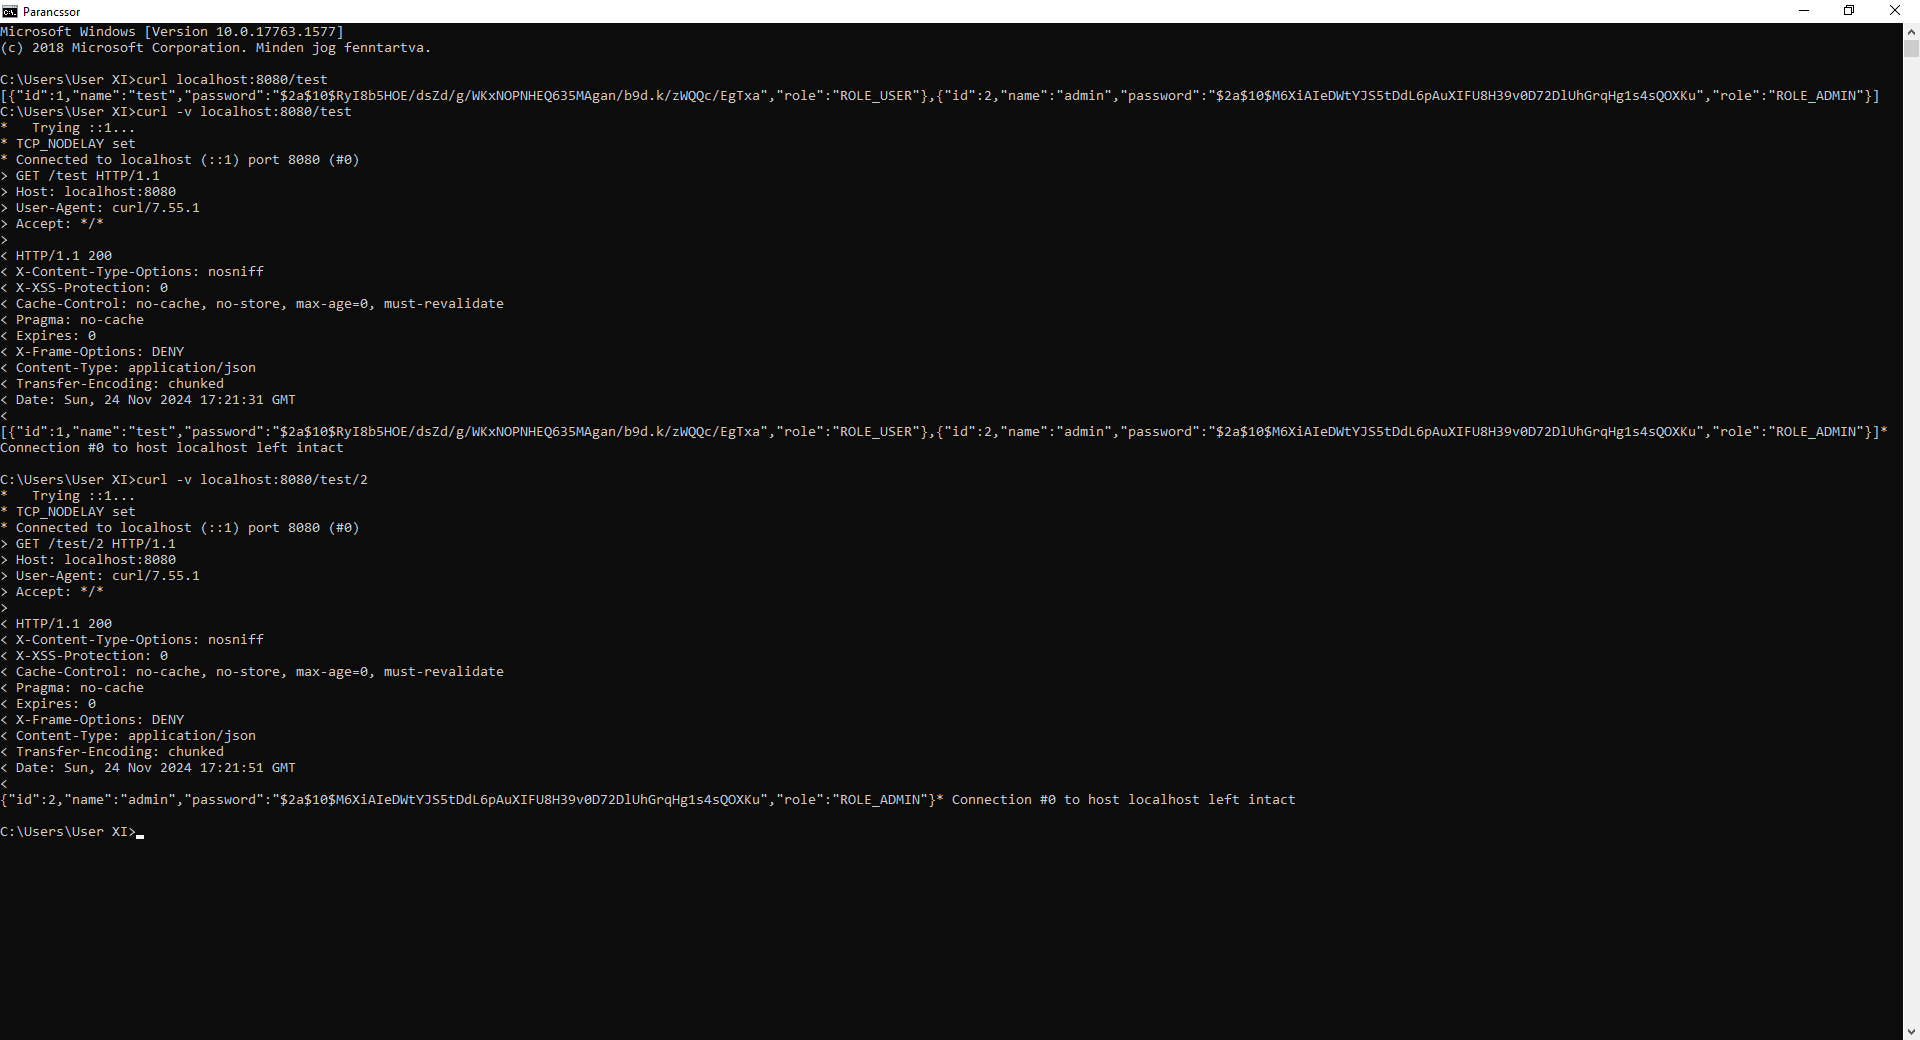 Parancssor
Microsoft Windows [Version 10.0.17763.1577]
(c) 2018 Microsoft Corporation. Minden jog fenntartva.
C:\Users\User XI>curl localhost:8080/test
[{"id":1,"name":"test","password":"$2a$10$RyI8b5HOE/dsZd/g/WKxNOPNHEQ635MAgan/b9d.k/zWQQc/EgTxa","role":"ROLE_USER"},{"id":2,"name":"admin","password":"$2a$10$M6XiAIeDWtYJS5tDdL6pAuXIFU8H39v0D72DlUhGrqHg1s4sQOXKu","role":"ROLE_ADMIN"}]
C:\Users\User XI>curl -v localhost:8080/test
*   Trying ::1...
* TCP_NODELAY set
* Connected to localhost (::1) port 8080 (#0)
> GET /test HTTP/1.1
> Host: localhost:8080
> User-Agent: curl/7.55.1
> Accept: */*
>
< HTTP/1.1 200
< X-Content-Type-Options: nosniff
< X-XSS-Protection: 0
< Cache-Control: no-cache, no-store, max-age=0, must-revalidate
< Pragma: no-cache
< Expires: 0
< X-Frame-Options: DENY
< Content-Type: application/json
< Transfer-Encoding: chunked
< Date: Sun, 24 Nov 2024 17:21:31 GMT
<
[{"id":1,"name":"test","password":"$2a$10$RyI8b5HOE/dsZd/g/WKxNOPNHEQ635MAgan/b9d.k/zWQQc/EgTxa","role":"ROLE_USER"},{"id":2,"name":"admin","password":"$2a$10$M6XiAIeDWtYJS5tDdL6pAuXIFU8H39v0D72DlUhGrqHg1s4sQOXKu","role":"ROLE_ADMIN"}]*
Connection #0 to host localhost left intact
C:\Users\User XI>curl -v localhost:8080/test/2
*   Trying ::1...
* TCP_NODELAY set
* Connected to localhost (::1) port 8080 (#0)
> GET /test/2 HTTP/1.1
> Host: localhost:8080
> User-Agent: curl/7.55.1
> Accept: */*
>
< HTTP/1.1 200
< X-Content-Type-Options: nosniff
< X-XSS-Protection: 0
< Cache-Control: no-cache, no-store, max-age=0, must-revalidate
< Pragma: no-cache
< Expires: 0
< X-Frame-Options: DENY
< Content-Type: application/json
< Transfer-Encoding: chunked
< Date: Sun, 24 Nov 2024 17:21:51 GMT
<
{"id":2,"name":"admin","password":"$2a$10$M6XiAIeDWtYJS5tDdL6pAuXIFU8H39v0D72DlUhGrqHg1s4sQOXKu","role":"ROLE_ADMIN"}* Connection #0 to host localhost left intact
C:\Users\User XI>